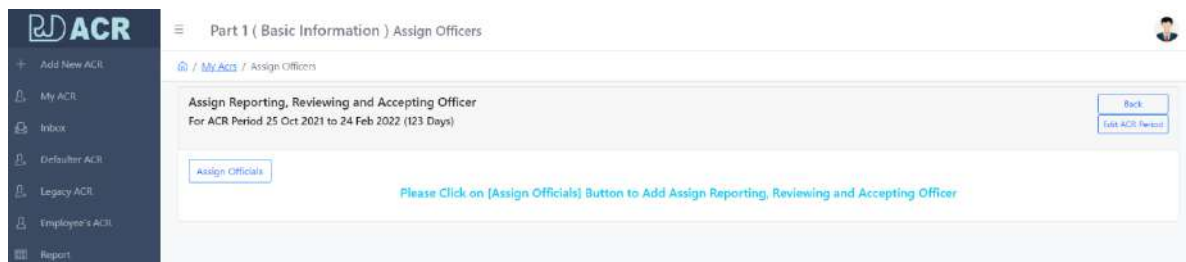 PWD ACR
Part 1 ( Basic Information ) Assign Officers
Add New ACR
/ My Acrs / Assign Officers
My ACR
Assign Reporting, Reviewing and Accepting Officer
For ACR Period 25 Oct 2021 to 24 Feb 2022 (123 Days)
Back
Edit ACR Period
Inbox
Defaulter ACR
Assign Officials
Legacy ACR
Please Click on [Assign Officials] Button to Add Assign Reporting, Reviewing and Accepting Officer
Employee's ACR
Report